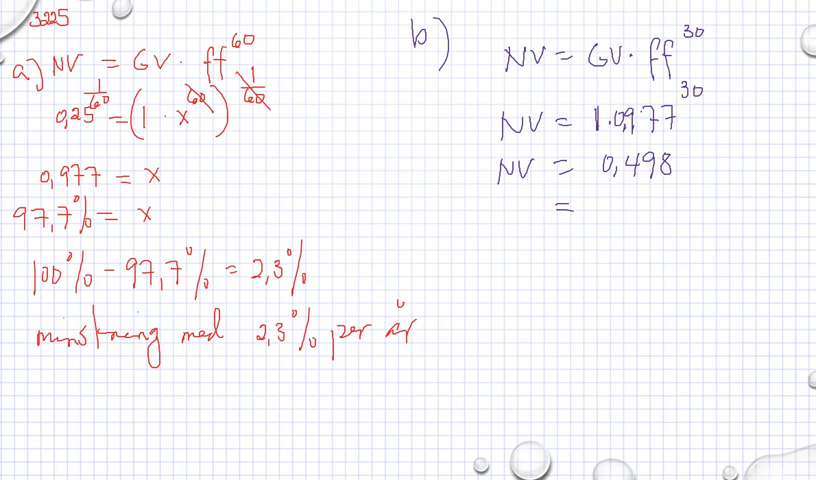 3225
a) NV = GV · ff^60
0,25^(1/60) = (1 · x^60)^(1/60)
0,977 = x
97,7% = x
100% - 97,7% = 2,3%
minskning med 2,3% per år
b) NV = GV · ff^30
NV = 1·0,977^30
NV = 0,498
=